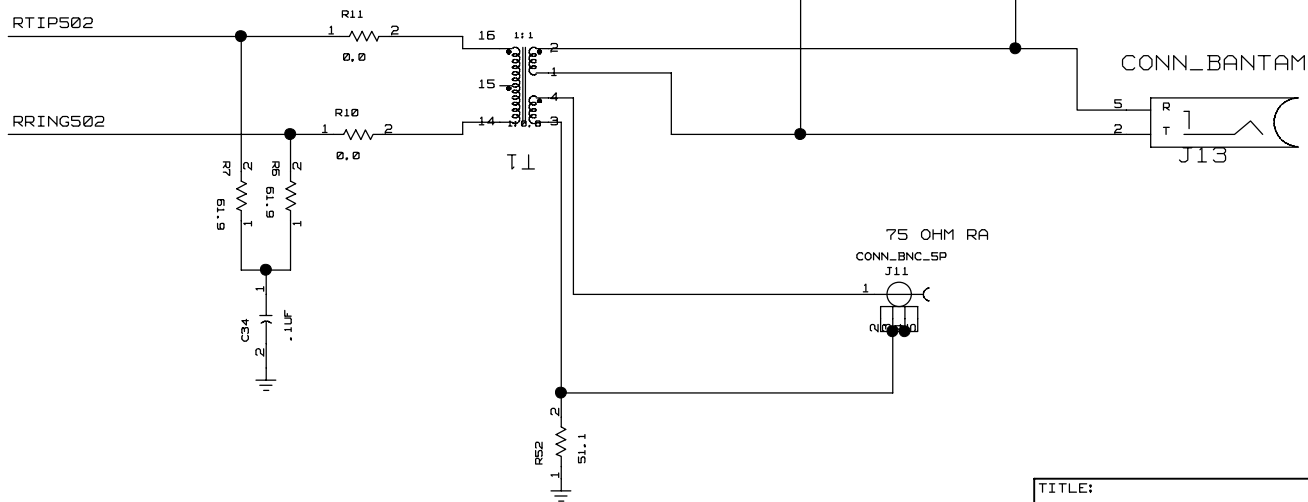 RTIP502
R11
1 2
0,0
16 1:1 2
15 1
4
14 3
T1
RRING502
R10
1 2
0,0
CONN_BANTAM
5 R
2 T
J13
R7
2
61.9
1
R6
2
61.9
1
1
C34
.1UF
2
75 OHM RA
CONN_BNC_5P
J11
1
2
R52
51.1
1
TITLE: